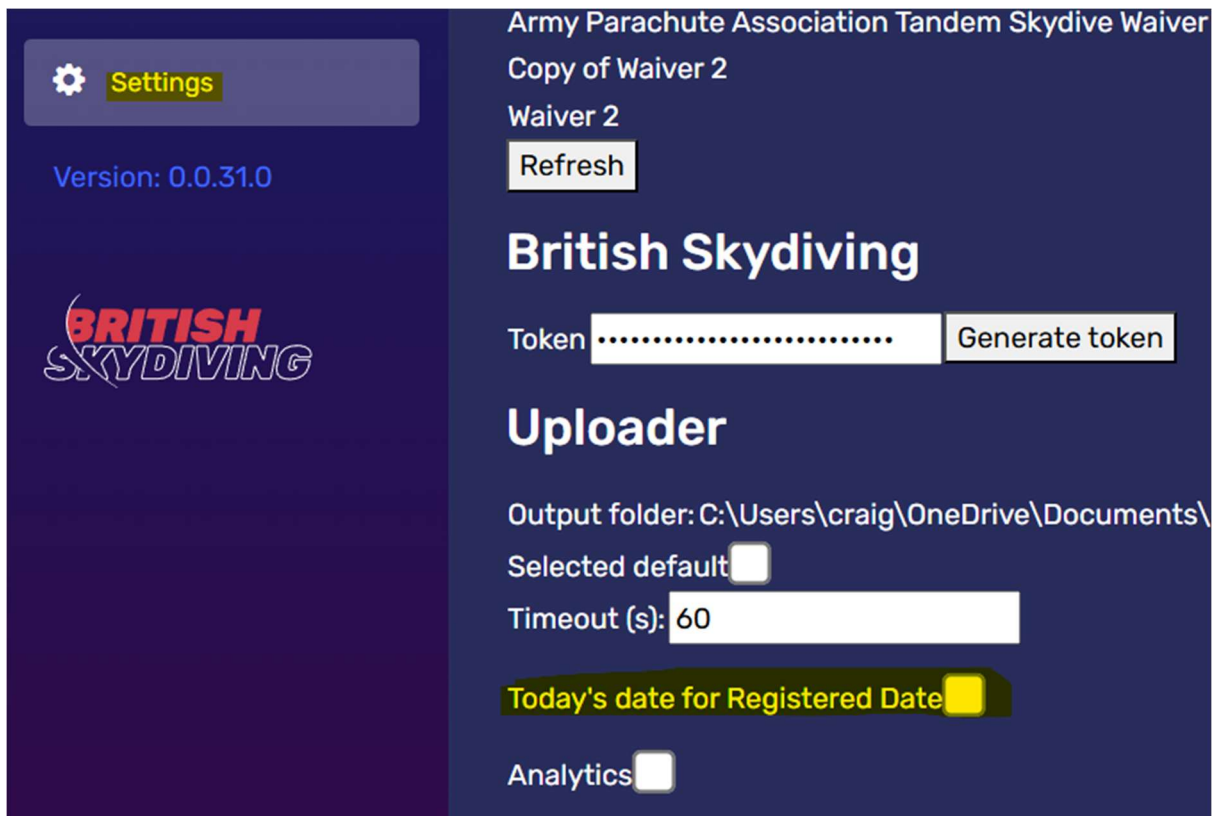 Settings
Version: 0.0.31.0
BRITISH
SKYDIVING
Army Parachute Association Tandem Skydive Waiver
Copy of Waiver 2
Waiver 2
Refresh
British Skydiving
Token ••••••••••••••••••••••••••• Generate token
Uploader
Output folder: C:\Users\craig\OneDrive\Documents\
Selected default
Timeout (s): 60
Today's date for Registered Date
Analytics